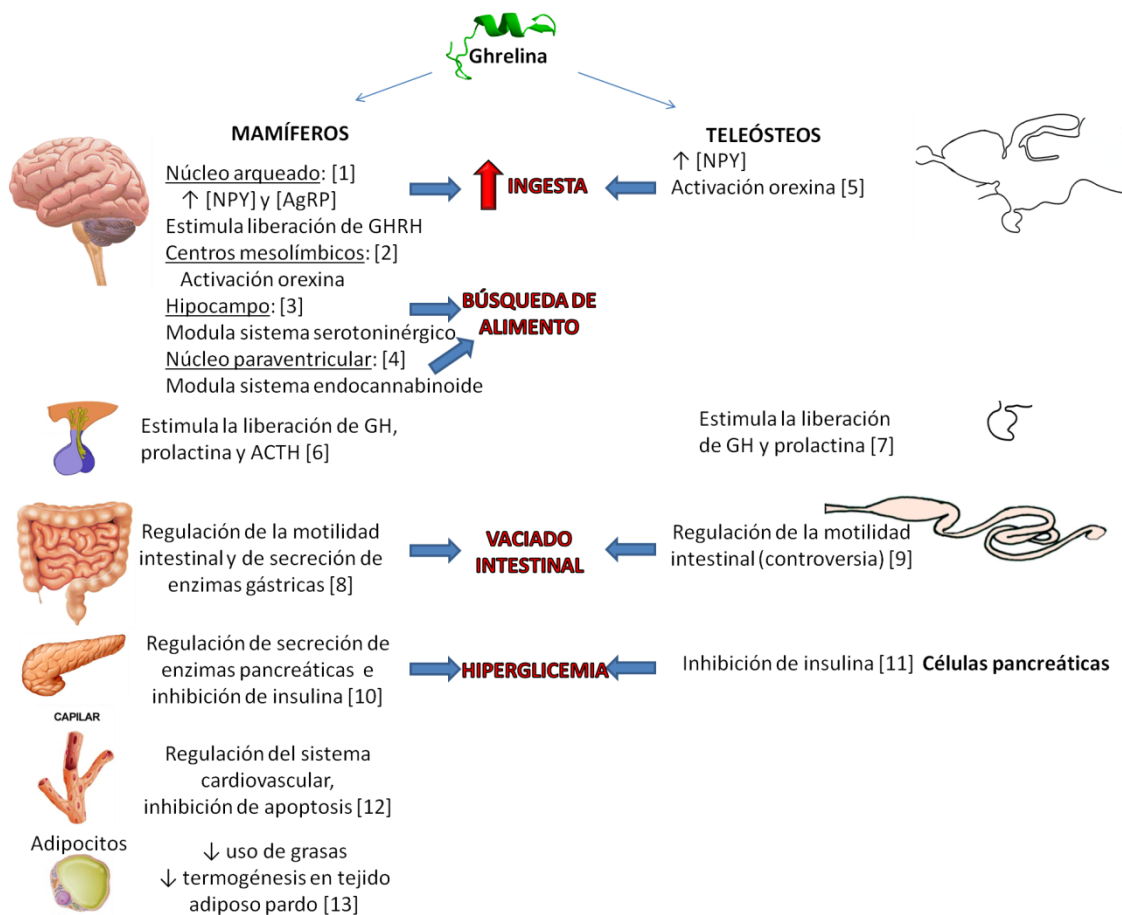 Ghrelina
MAMÍFEROS
Núcleo arqueado: [1]
↑ [NPY] y [AgRP]
Estimula liberación de GHRH
Centros mesolímbicos: [2]
Activación orexina
Hipocampo: [3]
Modula sistema serotoninérgico
Núcleo paraventricular: [4]
Modula sistema endocannabinoide
INGESTA
BÚSQUEDA DE
ALIMENTO
TELEÓSTEOS
↑ [NPY]
Activación orexina [5]
Estimula la liberación de GH,
prolactina y ACTH [6]
Estimula la liberación
de GH y prolactina [7]
Regulación de la motilidad
intestinal y de secreción de
enzimas gástricas [8]
VACIADO
INTESTINAL
Regulación de la motilidad
intestinal (controversia) [9]
Regulación de secreción de
enzimas pancreáticas e
inhibición de insulina [10]
HIPERGLICEMIA
Inhibición de insulina [11] Células pancreáticas
CAPILAR
Regulación del sistema
cardiovascular,
inhibición de apoptosis [12]
Adipocitos
↓ uso de grasas
↓ termogénesis en tejido
adiposo pardo [13]